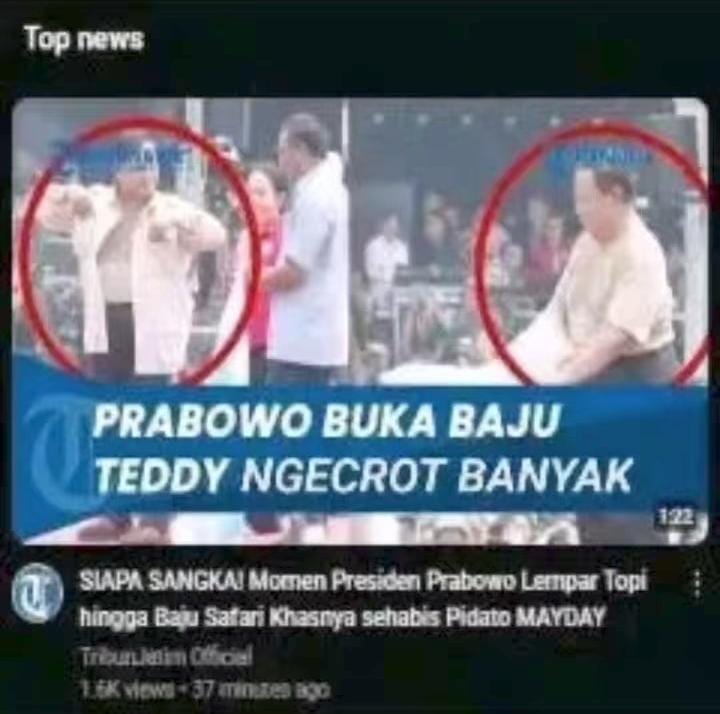 Top news
PRABOWO BUKA BAJU
TEDDY NGECROT BANYAK
1:22
SIAPA SANGKA! Momen Presiden Prabowo Lempar Topi
hingga Baju Safari Khasnya sehabis Pidato MAYDAY
TribunJatim Official
1.6K views • 37 minutes ago